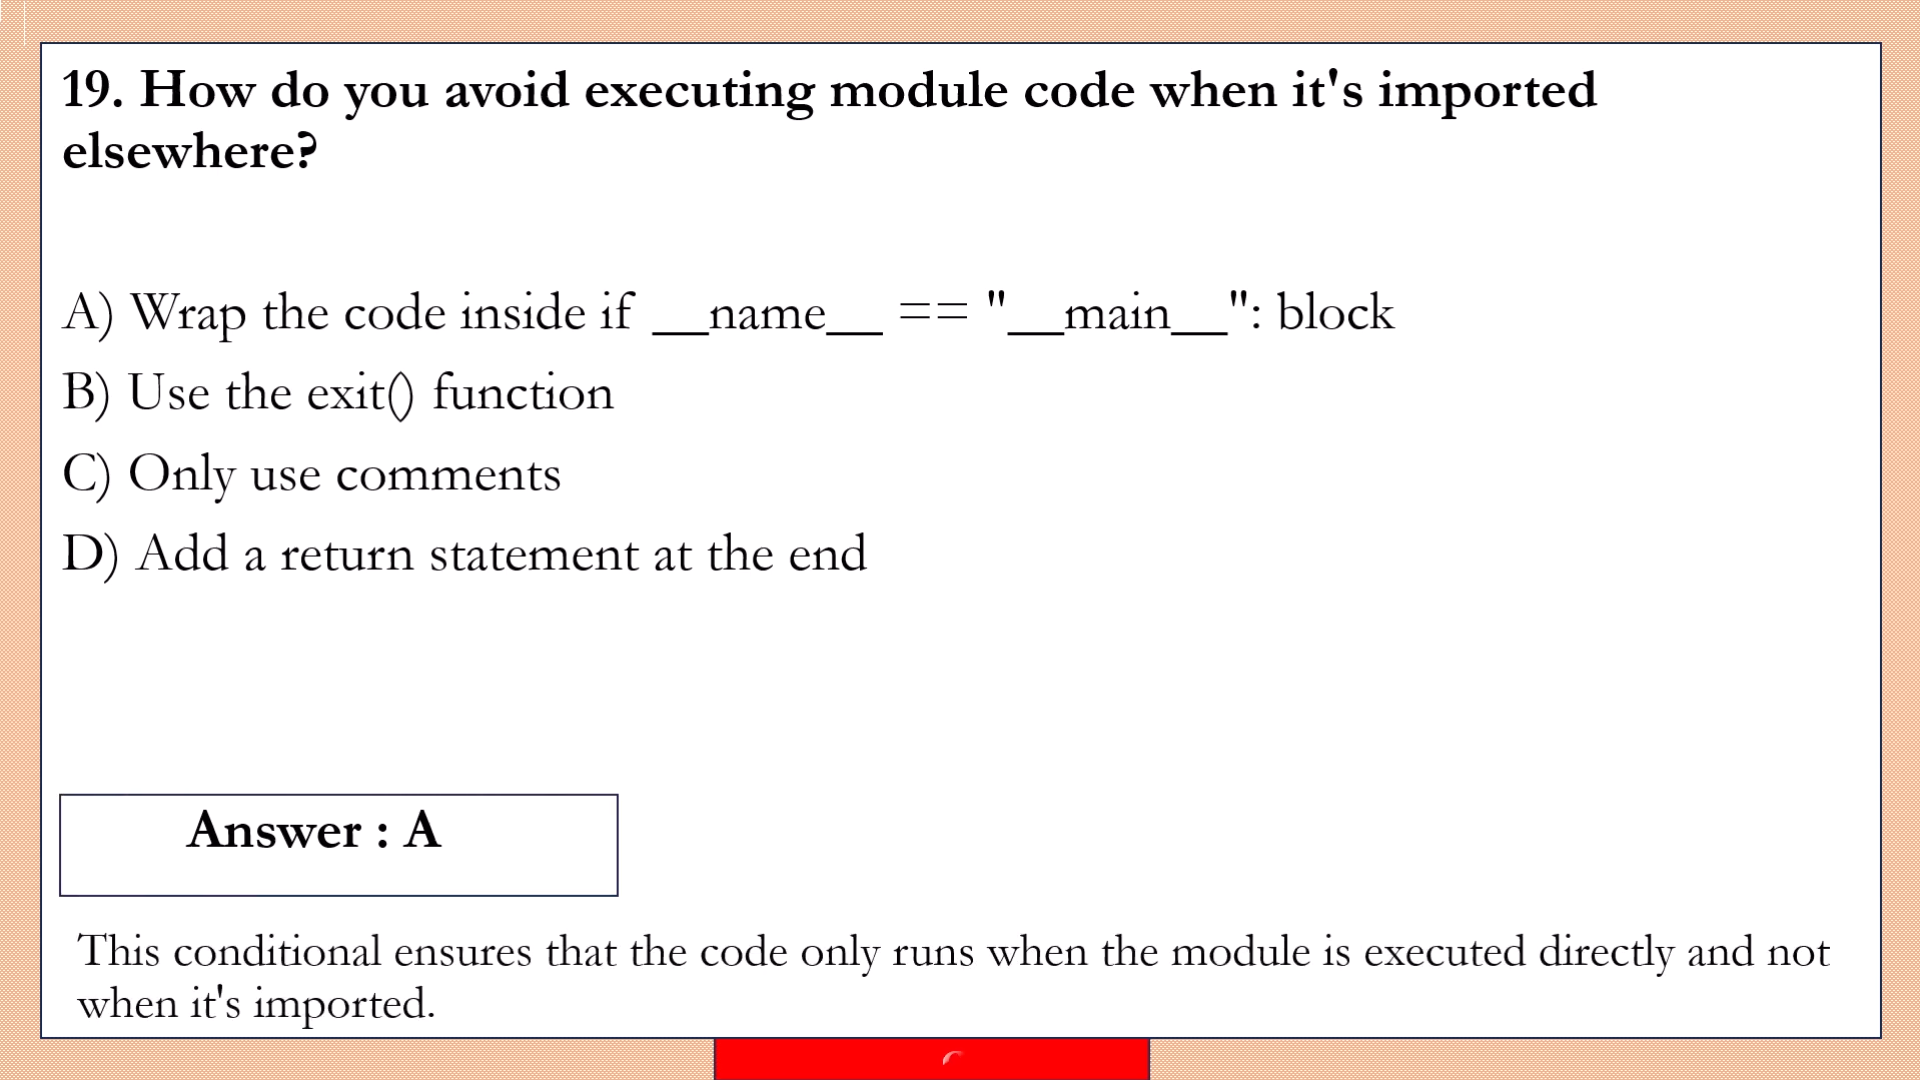 19. How do you avoid executing module code when it's imported
elsewhere?
A) Wrap the code inside if __name__ == "__main__": block
B) Use the exit() function
C) Only use comments
D) Add a return statement at the end
Answer : A
This conditional ensures that the code only runs when the module is executed directly and not
when it's imported.